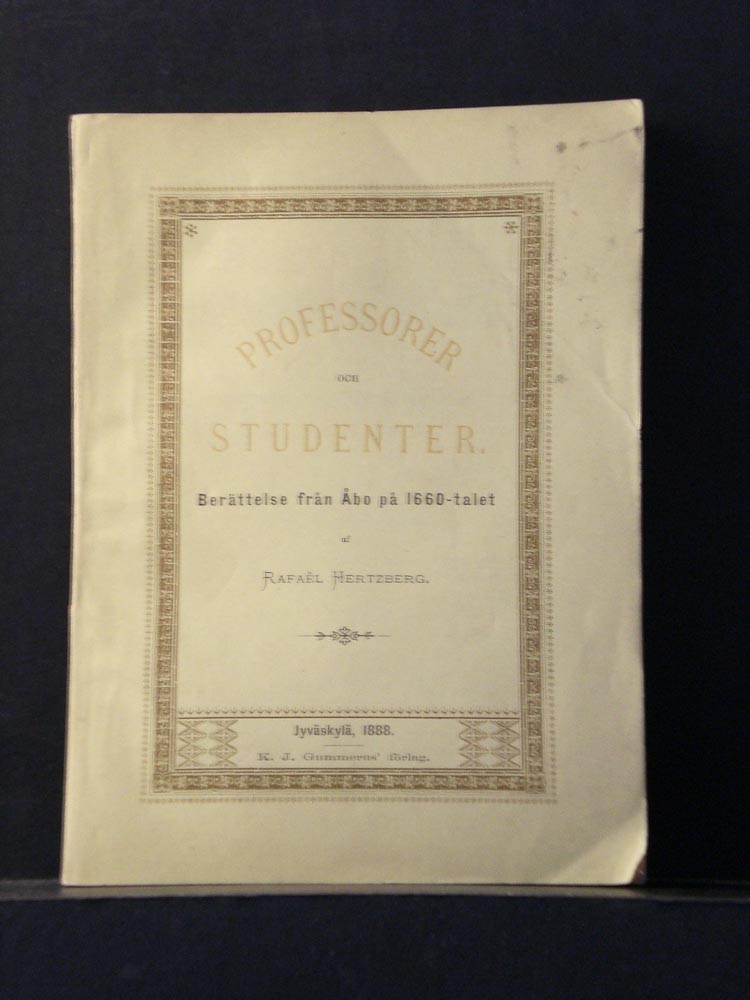 PROFESSORER
OCH
STUDENTER.
Berättelse från Åbo på 1660-talet
af
RAFAËL HERTZBERG.
Jyväskylä, 1888.
K. J. Gummerus' förlag.